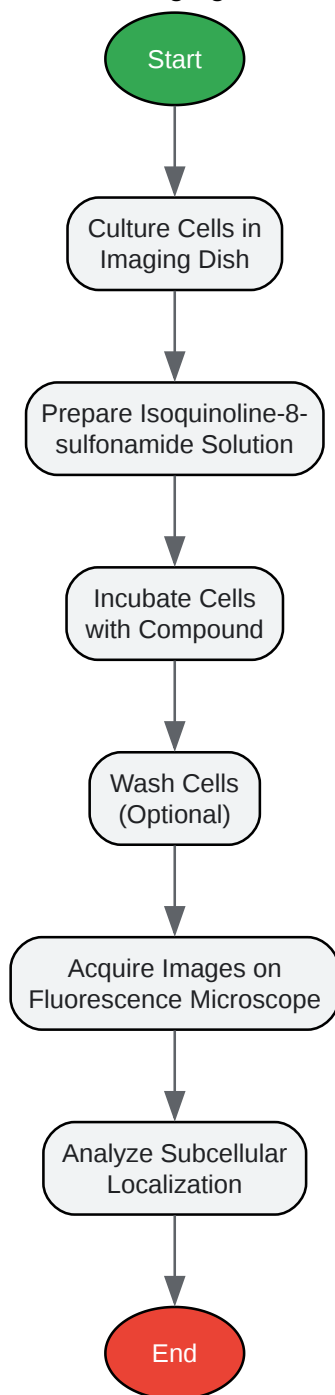 Start
Culture Cells in
Imaging Dish
Prepare Isoquinoline-8-
sulfonamide Solution
Incubate Cells
with Compound
Wash Cells
(Optional)
Acquire Images on
Fluorescence Microscope
Analyze Subcellular
Localization
End